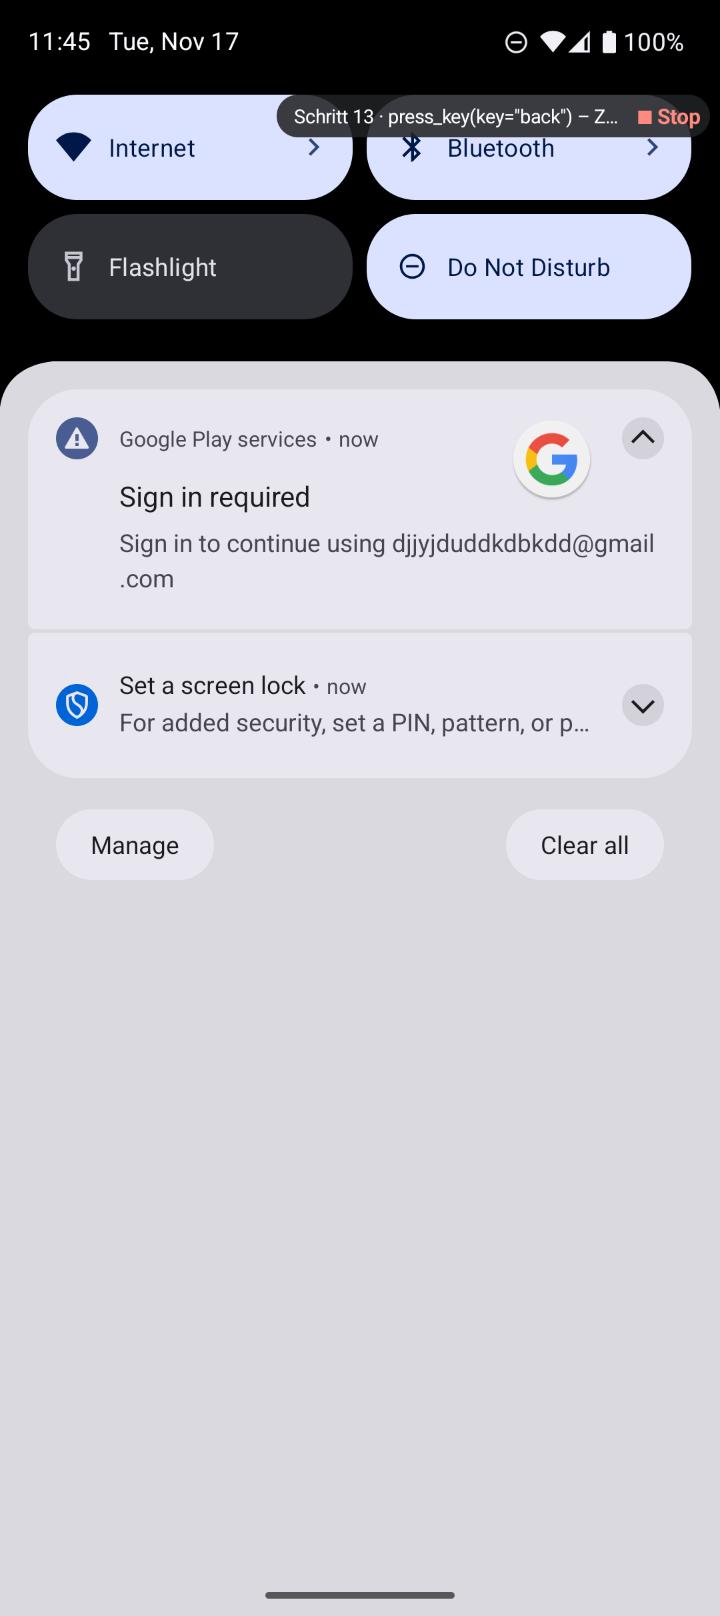 11:45 Tue, Nov 17 100%
Schritt 13 · press_key(key="back") – Z... Stop
Internet Bluetooth
Flashlight Do Not Disturb
Google Play services • now
Sign in required
Sign in to continue using djjyjduddkdbkdd@gmail
.com
Set a screen lock • now
For added security, set a PIN, pattern, or p...
Manage Clear all